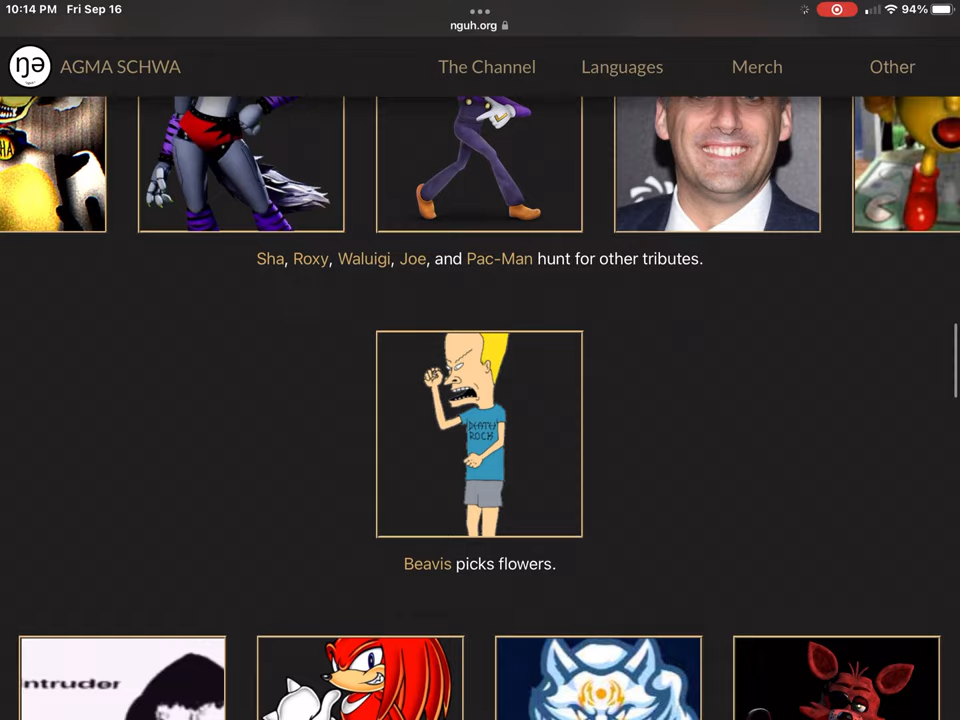 10:14 PM Fri Sep 16
94%
nguh.org
ŋə AGMA SCHWA
The Channel
Languages
Merch
Other
Sha, Roxy, Waluigi, Joe, and Pac-Man hunt for other tributes.
DEATH
ROCK
Beavis picks flowers.
ntruder